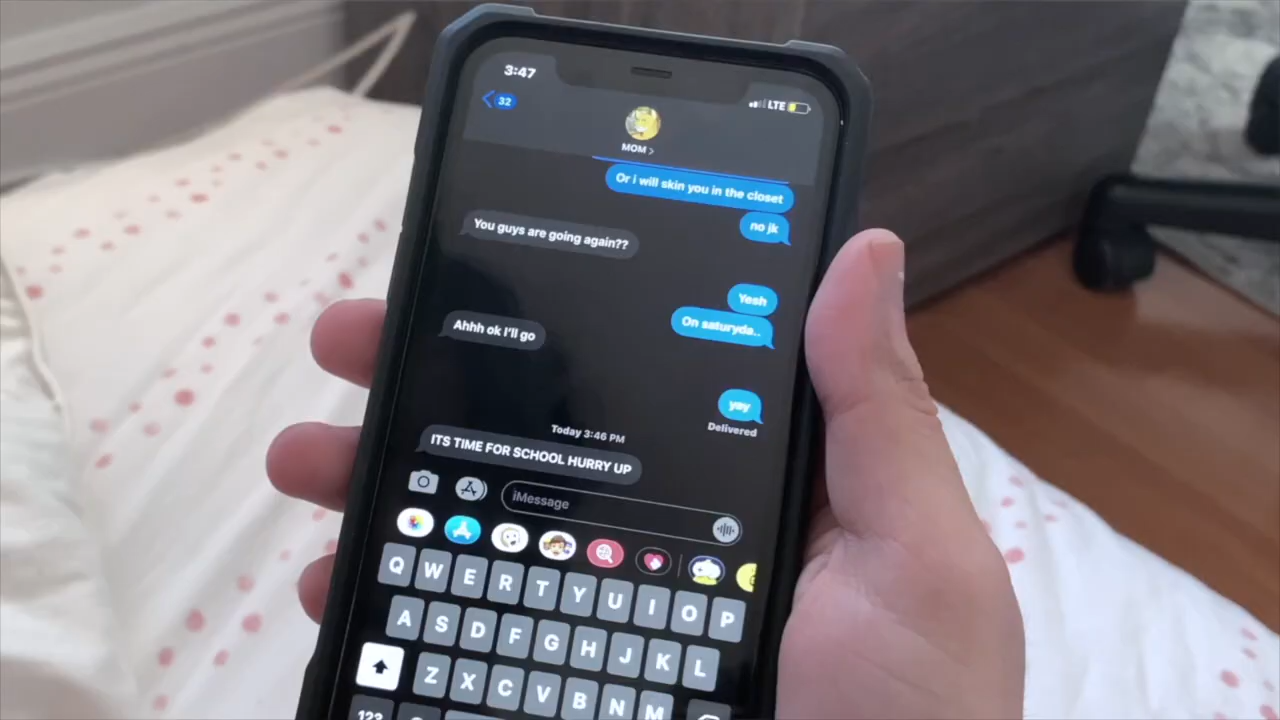 3:47
LTE
32
MOM >
Or i will skin you in the closet
no jk
You guys are going again??
Yesh
On saturyda..
Ahhh ok I'll go
yay
Delivered
Today 3:46 PM
ITS TIME FOR SCHOOL HURRY UP
iMessage
Q W E R T Y U I O P
A S D F G H J K L
Z X C V B N M
123